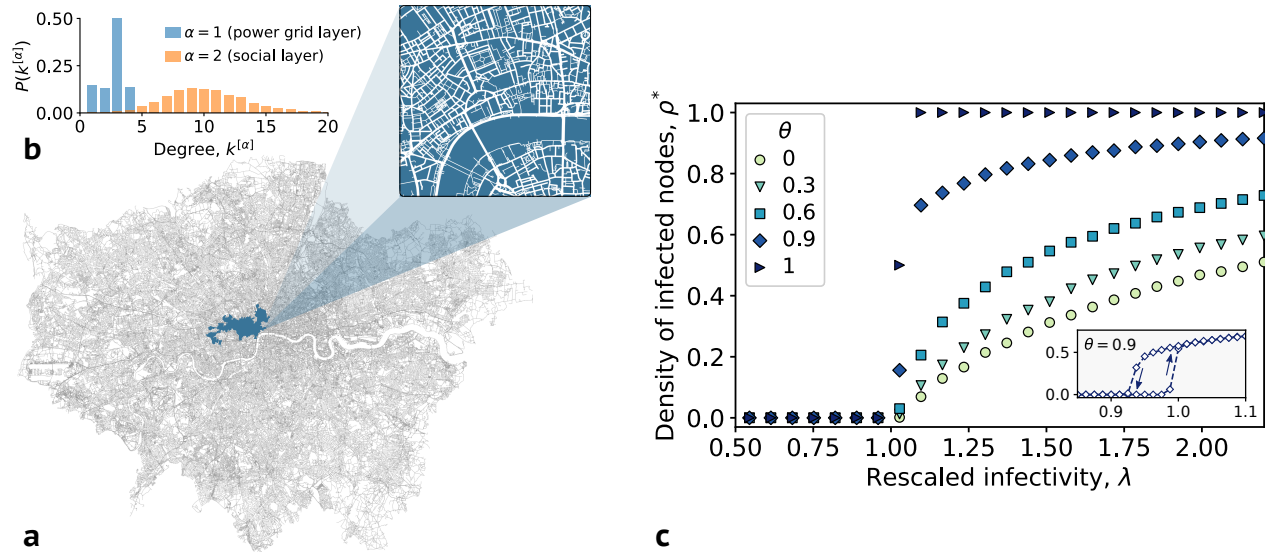 0.50
0.25
0.00
P(k^[α])
α = 1 (power grid layer)
α = 2 (social layer)
0 5 10 15 20
Degree, k^[α]
b
a
Density of infected nodes, ρ*
1.0
0.8
0.6
0.4
0.2
0.0
θ
0
0.3
0.6
0.9
1
θ = 0.9
0.5
0.0
0.9 1.0 1.1
0.50 0.75 1.00 1.25 1.50 1.75 2.00
Rescaled infectivity, λ
c